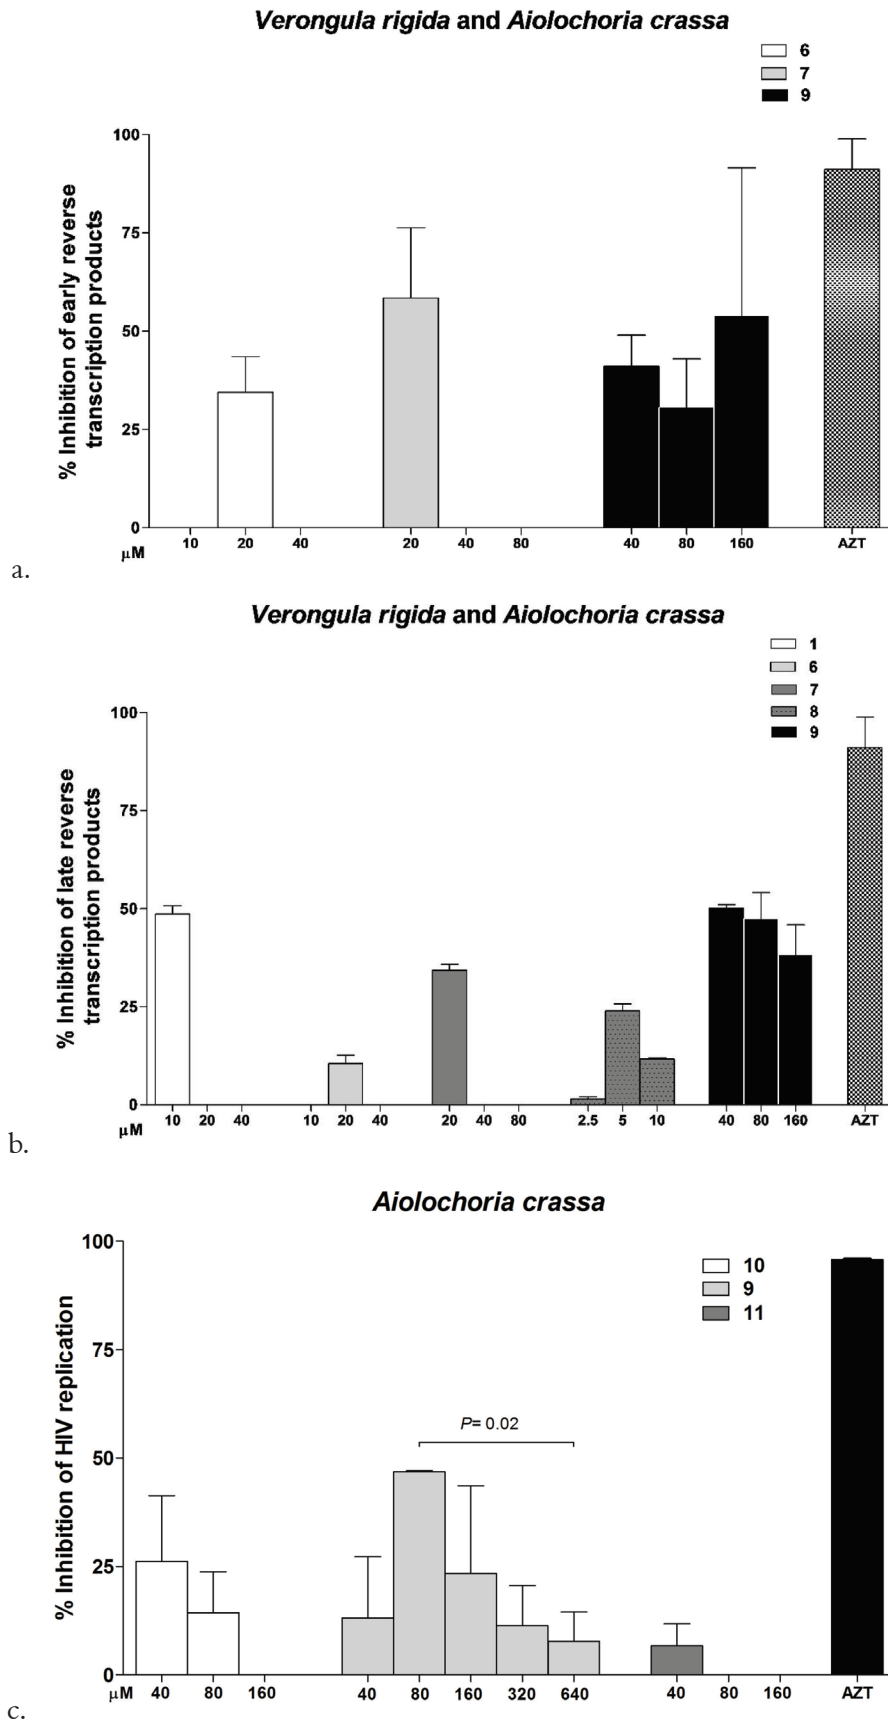 Verongula rigida and Aiolochoria crassa
6
7
9
% Inhibition of early reverse
transcription products
100
75
50
25
0
μM
10 20 40 20 40 80 40 80 160 AZT
a.
Verongula rigida and Aiolochoria crassa
1
6
7
8
9
% Inhibition of late reverse
transcription products
100
75
50
25
0
μM
10 20 40 10 20 40 20 40 80 2.5 5 10 40 80 160 AZT
b.
Aiolochoria crassa
10
9
11
% Inhibition of HIV replication
100
75
50
25
0
P= 0.02
μM 40 80 160 40 80 160 320 640 40 80 160 AZT
c.